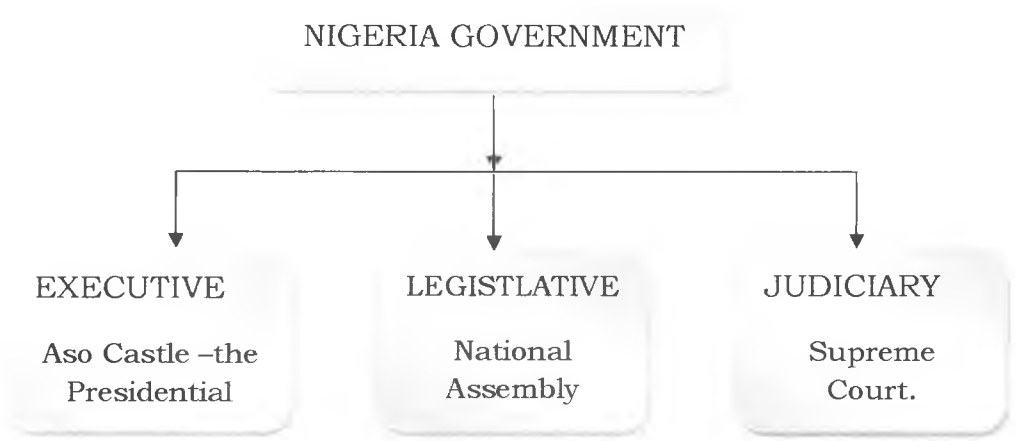 NIGERIA GOVERNMENT
EXECUTIVE
Aso Castle –the
Presidential
LEGISTLATIVE
National
Assembly
JUDICIARY
Supreme
Court.